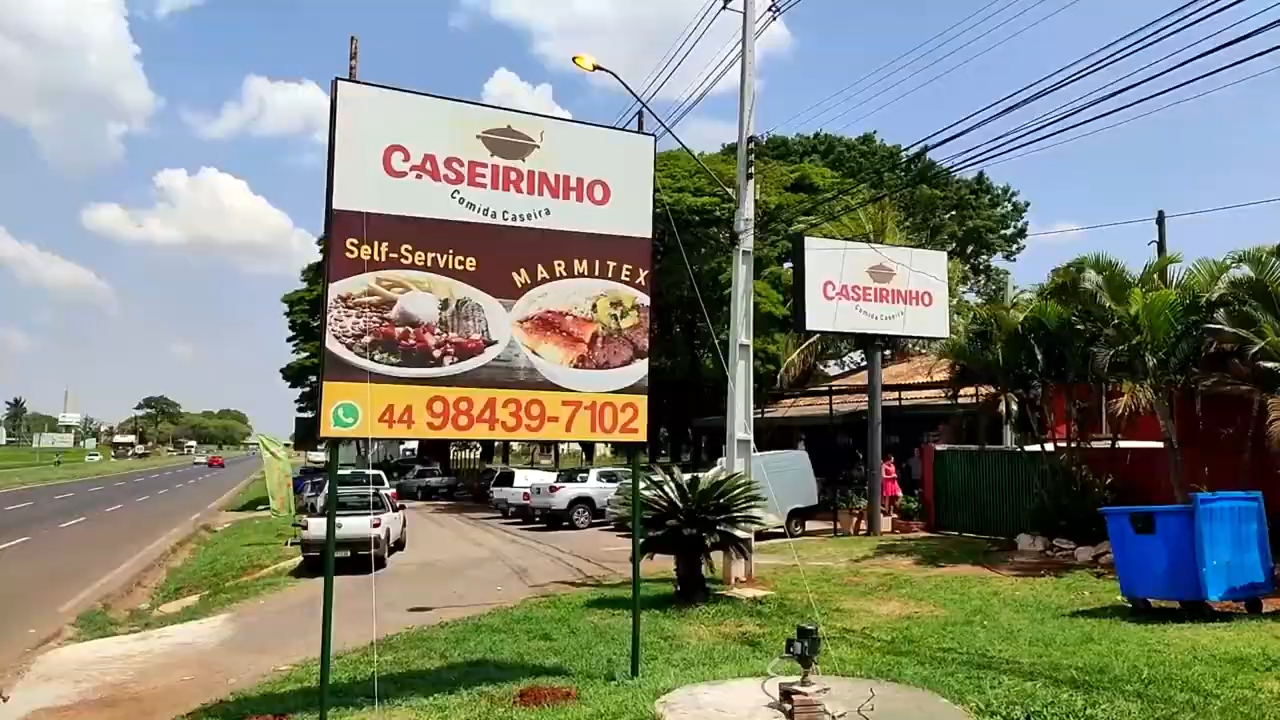 CASEIRINHO
Comida Caseira
Self-Service
MARMITEX
44 98439-7102
CASEIRINHO
Comida Caseira